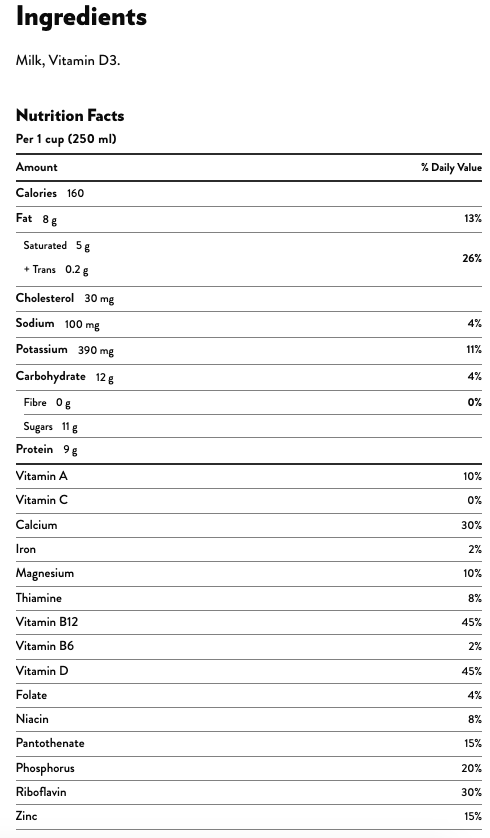 Ingredients
Milk, Vitamin D3.
Nutrition Facts
Per 1 cup (250 ml)
Amount % Daily Value
Calories 160
Fat 8 g 13%
Saturated 5 g
26%
+ Trans 0.2 g
Cholesterol 30 mg
Sodium 100 mg 4%
Potassium 390 mg 11%
Carbohydrate 12 g 4%
Fibre 0 g 0%
Sugars 11 g
Protein 9 g
Vitamin A 10%
Vitamin C 0%
Calcium 30%
Iron 2%
Magnesium 10%
Thiamine 8%
Vitamin B12 45%
Vitamin B6 2%
Vitamin D 45%
Folate 4%
Niacin 8%
Pantothenate 15%
Phosphorus 20%
Riboflavin 30%
Zinc 15%